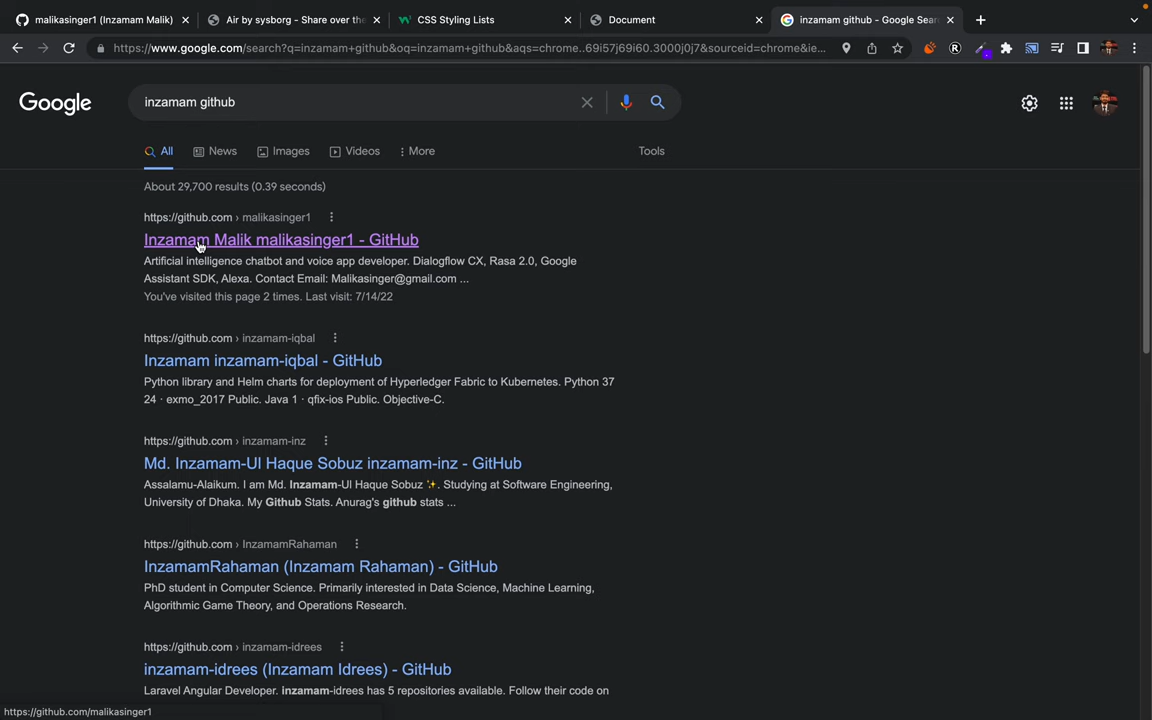 malikasinger1 (Inzamam Malik)
Air by sysborg - Share over the
CSS Styling Lists
Document
inzamam github - Google Sear
https://www.google.com/search?q=inzamam+github&oq=inzamam+github&aqs=chrome..69i57j69i60.3000j0j7&sourceid=chrome&ie...
Google
inzamam github
All
News
Images
Videos
More
Tools
About 29,700 results (0.39 seconds)
https://github.com › malikasinger1
Inzamam Malik malikasinger1 - GitHub
Artificial intelligence chatbot and voice app developer. Dialogflow CX, Rasa 2.0, Google
Assistant SDK, Alexa. Contact Email: Malikasinger@gmail.com ...
You've visited this page 2 times. Last visit: 7/14/22
https://github.com › inzamam-iqbal
Inzamam inzamam-iqbal - GitHub
Python library and Helm charts for deployment of Hyperledger Fabric to Kubernetes. Python 37
24 · exmo_2017 Public. Java 1 · qfix-ios Public. Objective-C.
https://github.com › inzamam-inz
Md. Inzamam-Ul Haque Sobuz inzamam-inz - GitHub
Assalamu-Alaikum. I am Md. Inzamam-Ul Haque Sobuz ✨. Studying at Software Engineering,
University of Dhaka. My Github Stats. Anurag's github stats ...
https://github.com › InzamamRahaman
InzamamRahaman (Inzamam Rahaman) - GitHub
PhD student in Computer Science. Primarily interested in Data Science, Machine Learning,
Algorithmic Game Theory, and Operations Research.
https://github.com › inzamam-idrees
inzamam-idrees (Inzamam Idrees) - GitHub
Laravel Angular Developer. inzamam-idrees has 5 repositories available. Follow their code on
https://github.com/malikasinger1